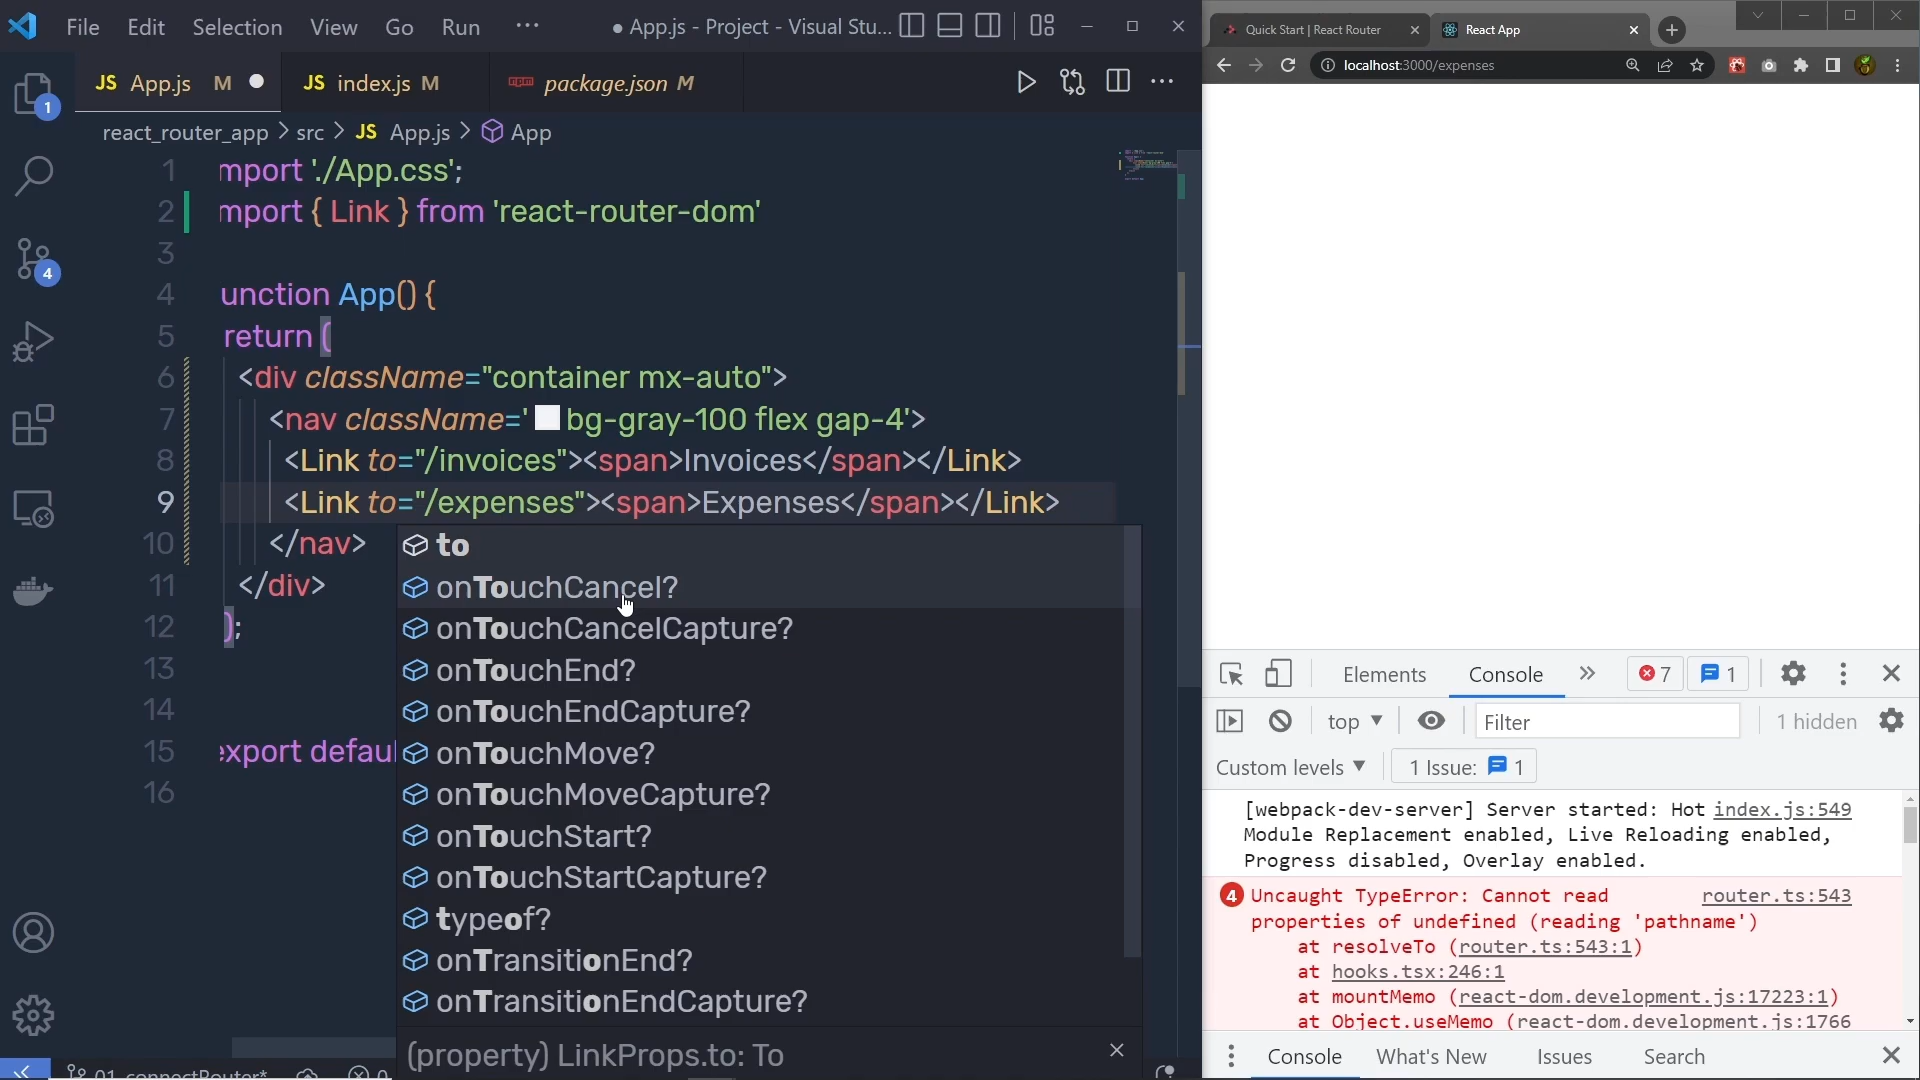 File Edit Selection View Go Run ··· ● App.js - Project - Visual Stu...
JS App.js M ● JS index.js M npm package.json M
react_router_app > src > JS App.js > App
1 mport './App.css';
2 mport { Link } from 'react-router-dom'
3
4 unction App() {
5 return (
6 <div className="container mx-auto">
7 <nav className='bg-gray-100 flex gap-4'>
8 <Link to="/invoices"><span>Invoices</span></Link>
9 <Link to="/expenses"><span>Expenses</span></Link>
10 </nav>
11 </div>
12 );
13
14
15 export defaul
16
to
onTouchCancel?
onTouchCancelCapture?
onTouchEnd?
onTouchEndCapture?
onTouchMove?
onTouchMoveCapture?
onTouchStart?
onTouchStartCapture?
typeof?
onTransitionEnd?
onTransitionEndCapture?
(property) LinkProps.to: To
1
4
01_connectRouter* 0
Quick Start | React Router
React App
localhost:3000/expenses
Elements Console 7 1
top Filter 1 hidden
Custom levels 1 Issue: 1
[webpack-dev-server] Server started: Hot index.js:549
Module Replacement enabled, Live Reloading enabled,
Progress disabled, Overlay enabled.
4 Uncaught TypeError: Cannot read router.ts:543
properties of undefined (reading 'pathname')
at resolveTo (router.ts:543:1)
at hooks.tsx:246:1
at mountMemo (react-dom.development.js:17223:1)
at Object.useMemo (react-dom.development.js:1766
Console What's New Issues Search